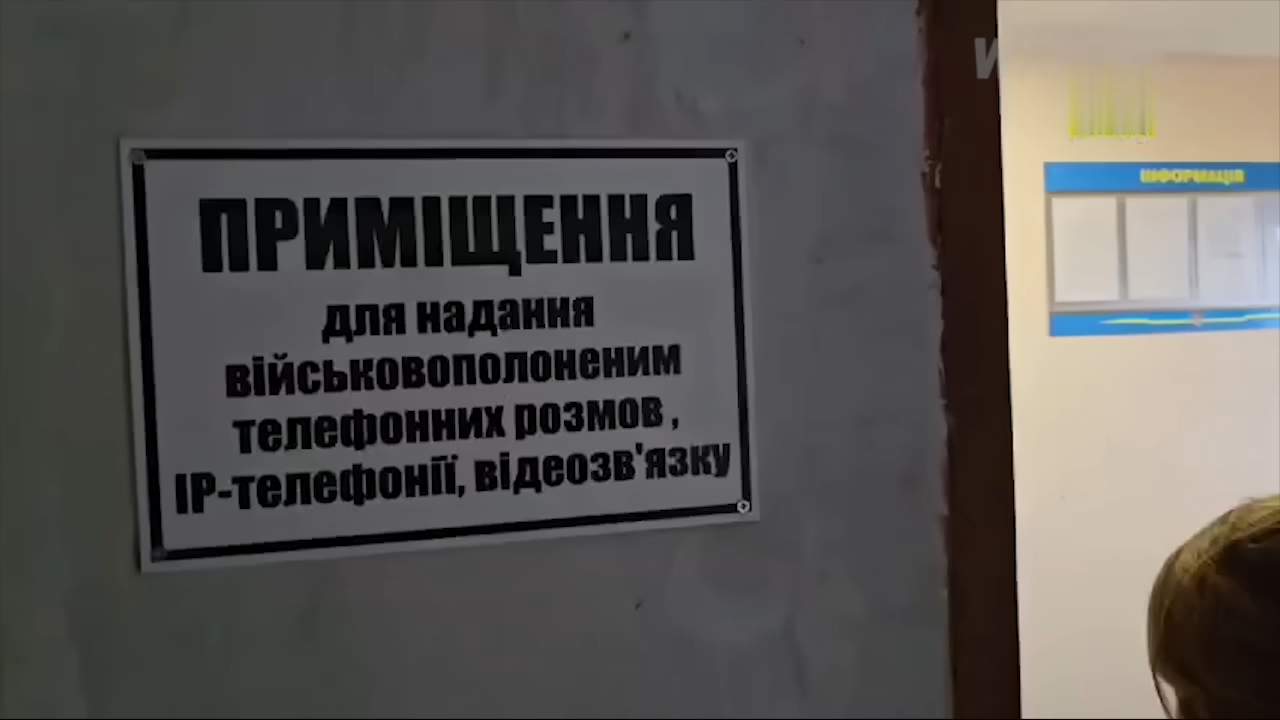 ПРИМІЩЕННЯ
для надання
військовополоненим
телефонних розмов ,
ІР-телефонії, відеозв'язку
ІНФОРМАЦІЯ